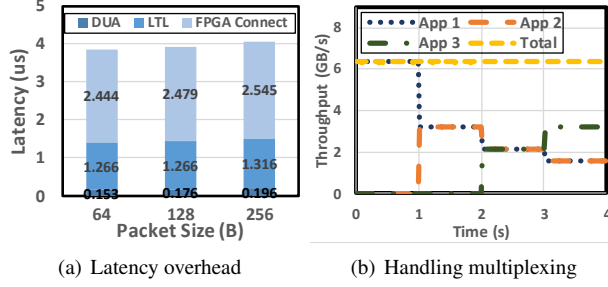 DUA LTL FPGA Connect
5
4
3
2
1
0
Latency (us)
2.444 2.479 2.545
1.266 1.266 1.316
0.153 0.176 0.196
64 128 256
Packet Size (B)
(a) Latency overhead
App 1 App 2
App 3 Total
8
6
4
2
0
Throughput (GB/s)
0 1 2 3 4
Time (s)
(b) Handling multiplexing